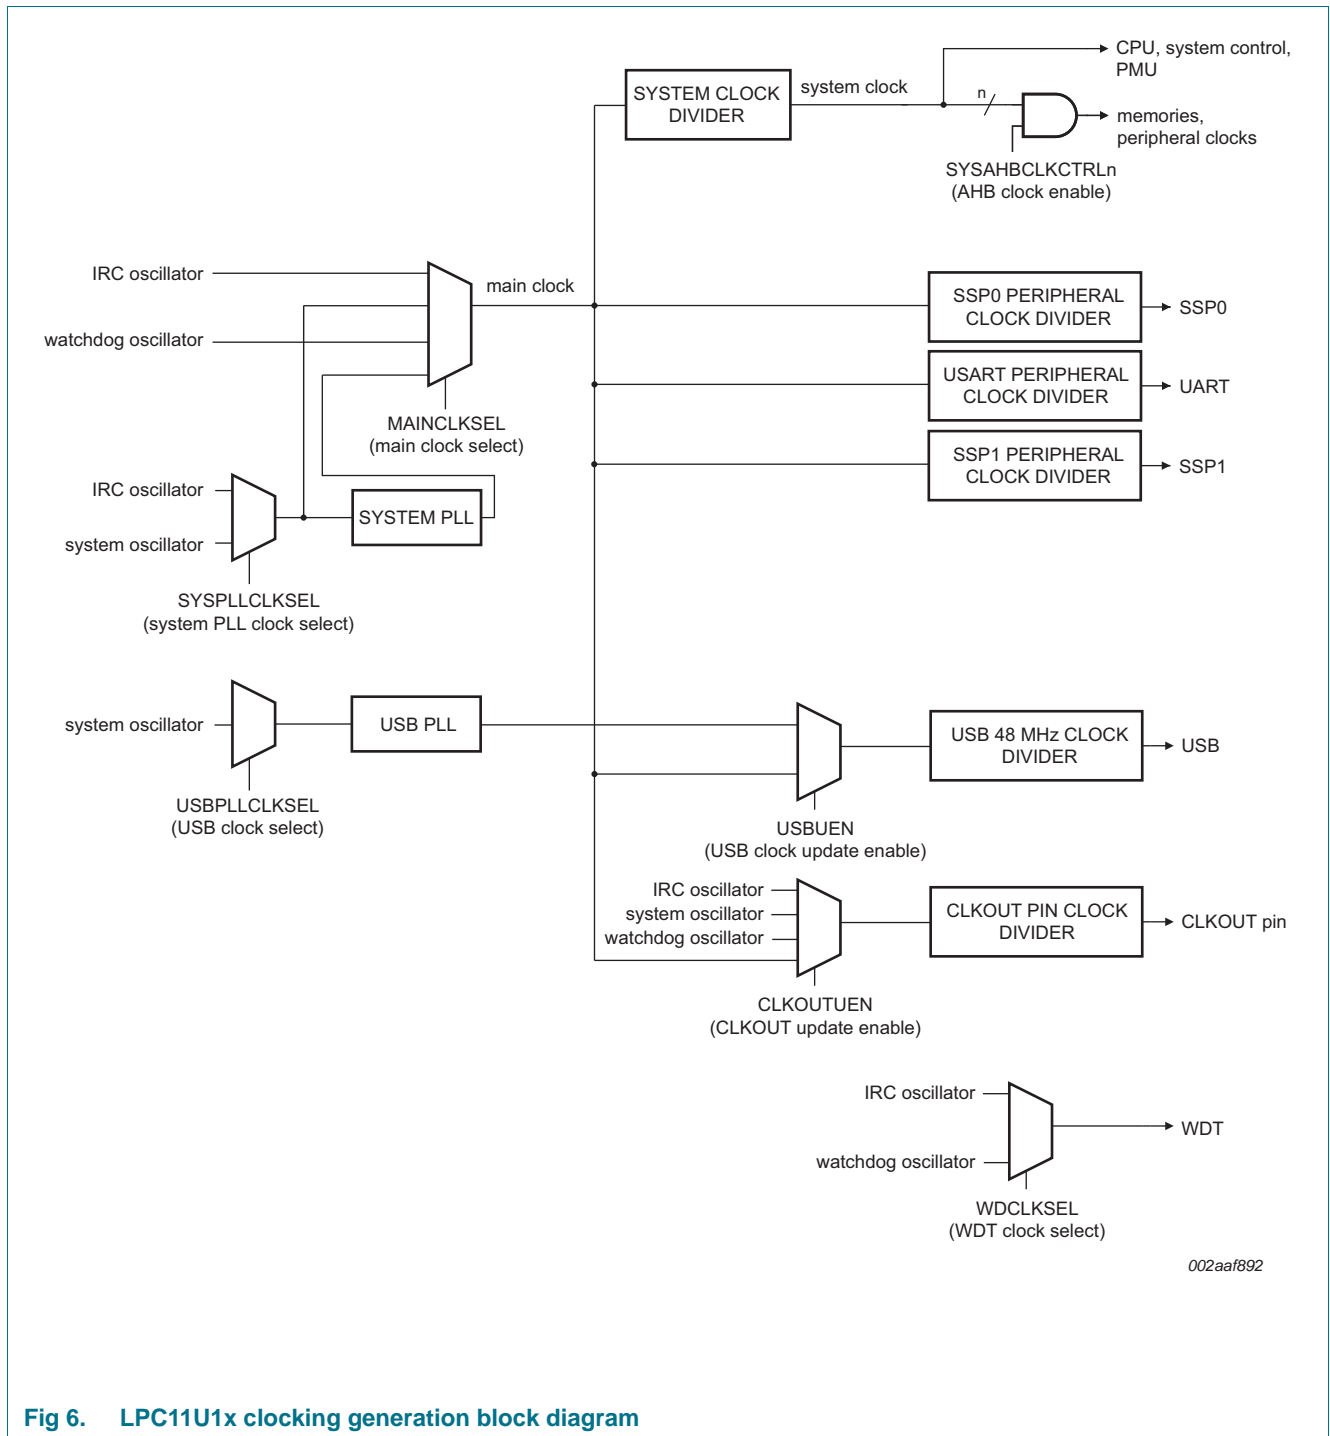 CPU, system control,
PMU
SYSTEM CLOCK
DIVIDER
system clock
n
memories,
peripheral clocks
SYSAHBCLKCTRLn
(AHB clock enable)
IRC oscillator
main clock
watchdog oscillator
MAINCLKSEL
(main clock select)
SSP0 PERIPHERAL
CLOCK DIVIDER
SSP0
USART PERIPHERAL
CLOCK DIVIDER
UART
SSP1 PERIPHERAL
CLOCK DIVIDER
SSP1
IRC oscillator
system oscillator
SYSTEM PLL
SYSPLLCLKSEL
(system PLL clock select)
system oscillator
USB PLL
USBPLLCLKSEL
(USB clock select)
USB 48 MHz CLOCK
DIVIDER
USB
USBUEN
(USB clock update enable)
IRC oscillator
system oscillator
watchdog oscillator
CLKOUT PIN CLOCK
DIVIDER
CLKOUT pin
CLKOUTUEN
(CLKOUT update enable)
IRC oscillator
watchdog oscillator
WDT
WDCLKSEL
(WDT clock select)
002aaf892
Fig 6. LPC11U1x clocking generation block diagram